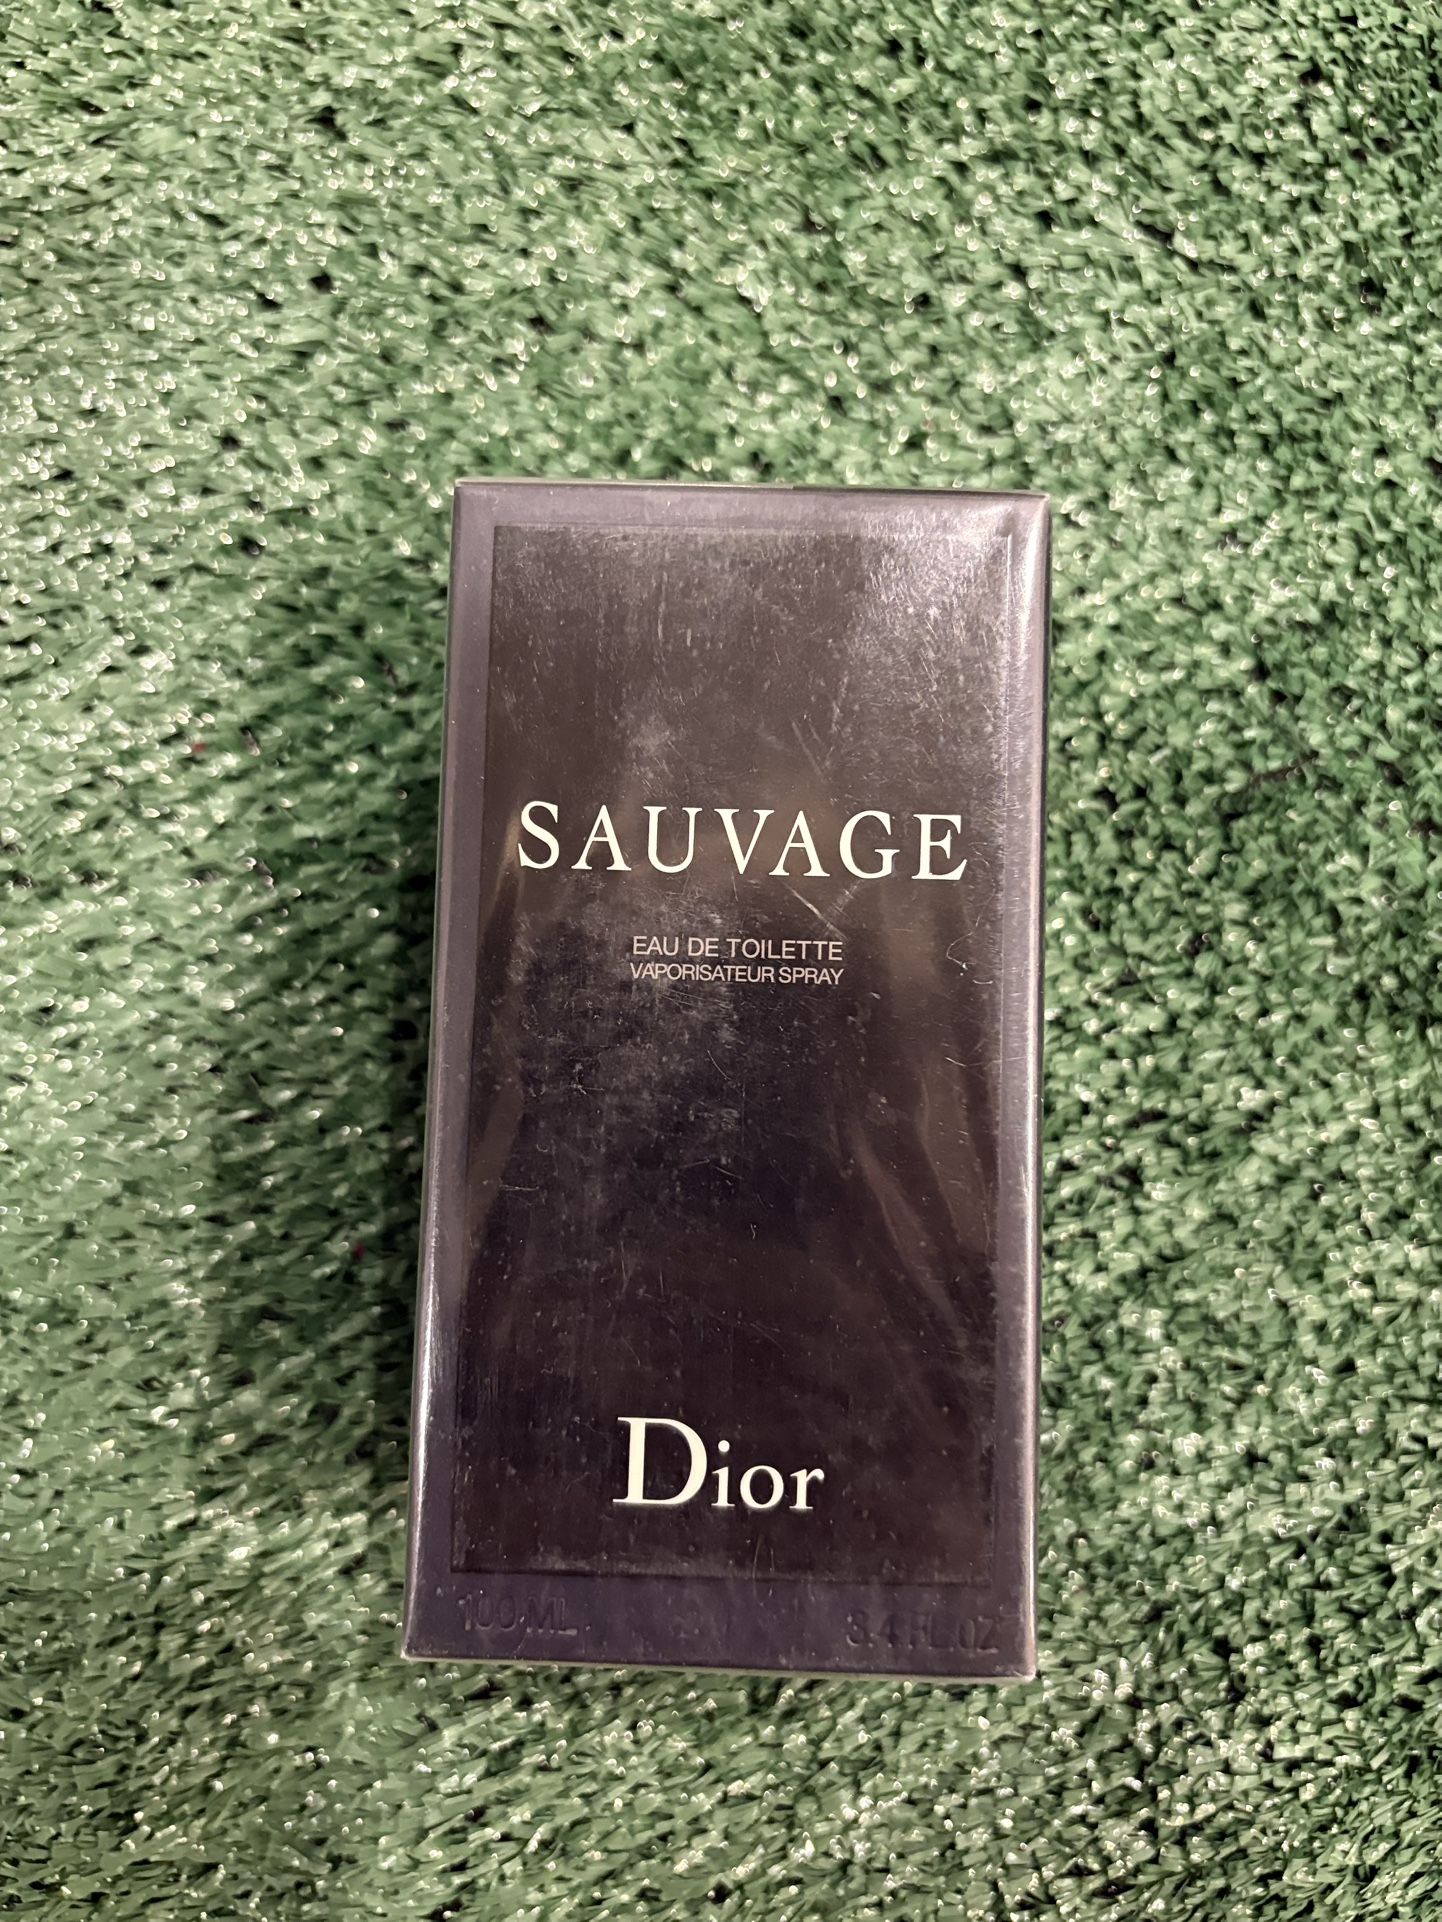 SAUVAGE
EAU DE TOILETTE
VAPORISATEUR SPRAY
Dior
100 ML 3.4 FL.OZ